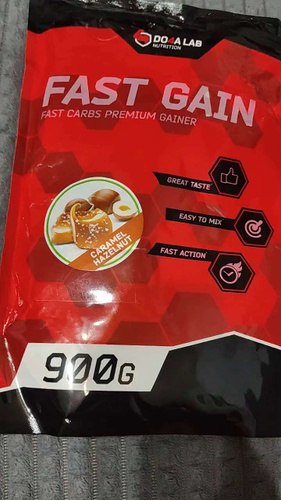 DO4A LAB
NUTRITION
FAST GAIN
FAST CARBS PREMIUM GAINER
GREAT TASTE
EASY TO MIX
FAST ACTION
CARAMEL
HAZELNUT
900G